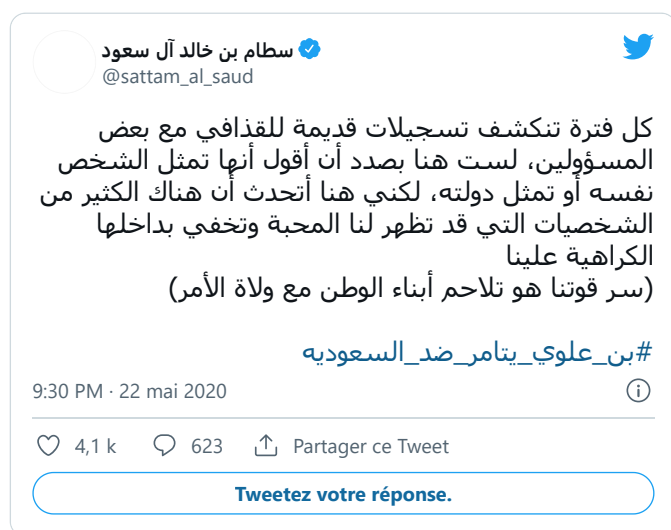 سطام بن خالد آل سعود
@sattam_al_saud
كل فترة تنكشف تسجيلات قديمة للقذافي مع بعض
المسؤولين، لست هنا بصدد أن أقول أنها تمثل الشخص
نفسه أو تمثل دولته، لكني هنا أتحدث أن هناك الكثير من
الشخصيات التي قد تظهر لنا المحبة وتخفي بداخلها
الكراهية علينا
(سر قوتنا هو تلاحم أبناء الوطن مع ولاة الأمر)
#بن_علوي_يتامر_ضد_السعوديه
9:30 PM · 22 mai 2020
4,1 k 623 Partager ce Tweet
Tweetez votre réponse.